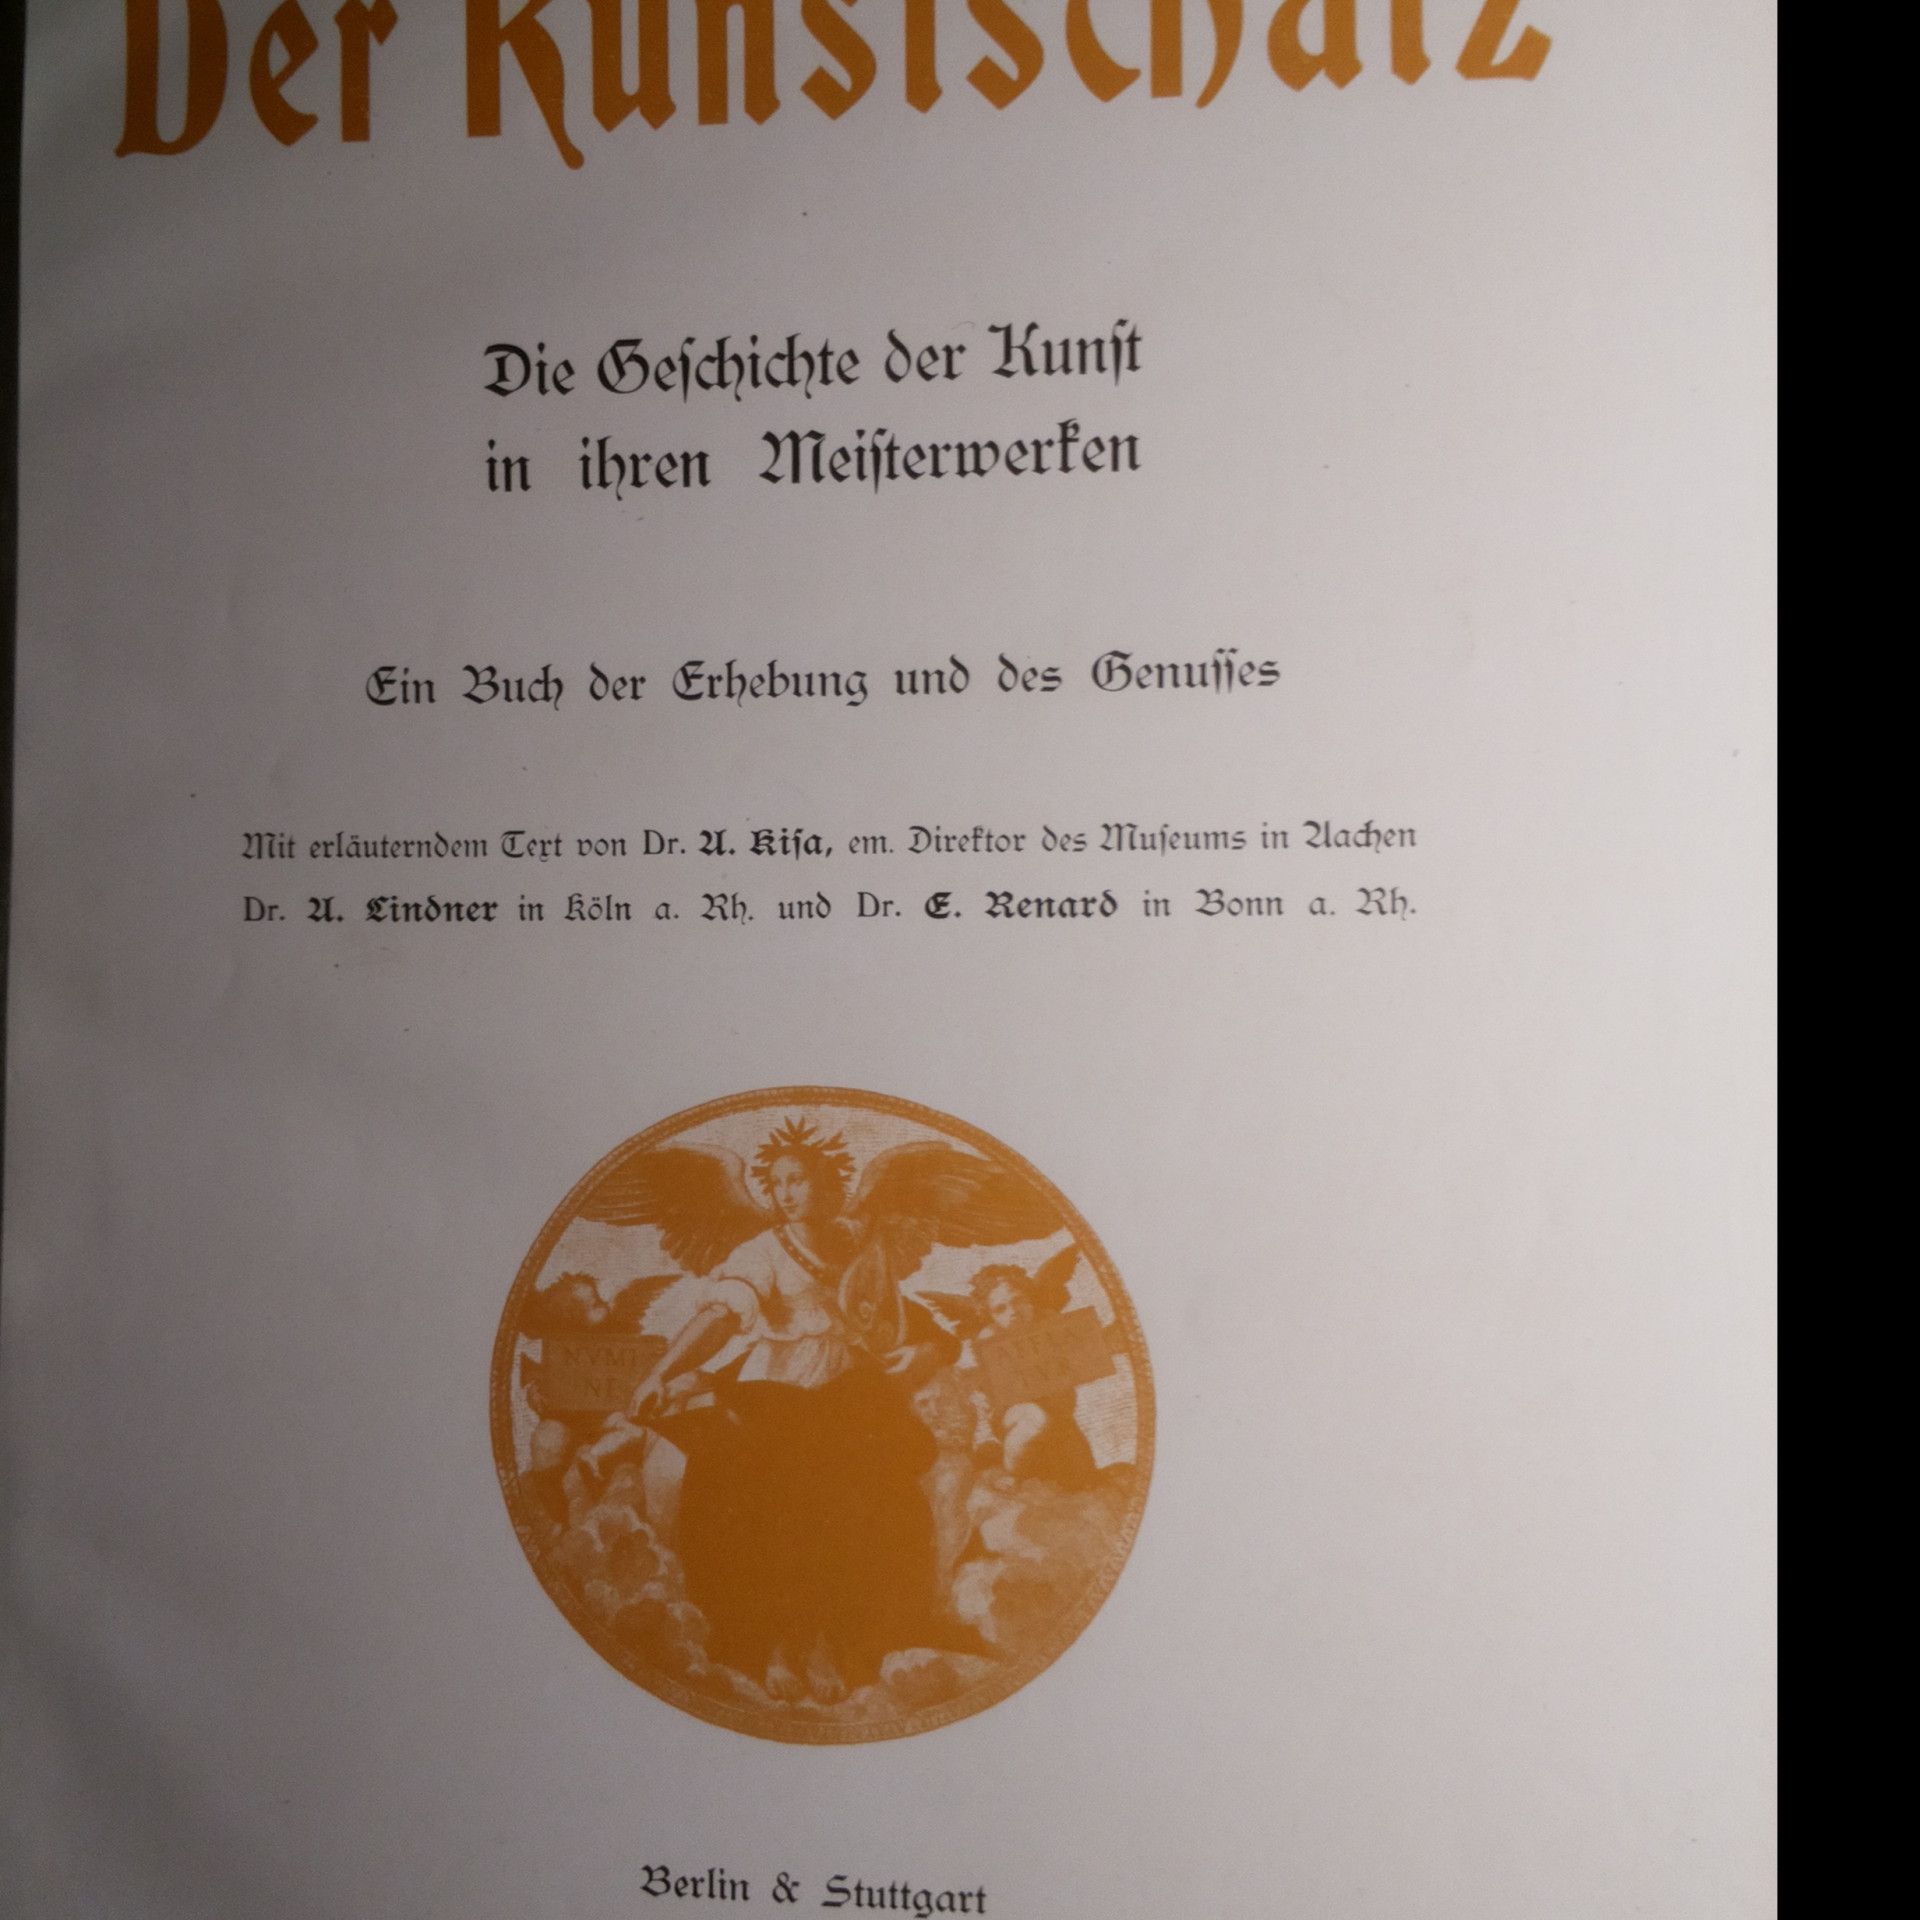 Der Kunstschatz
Die Geschichte der Kunst
in ihren Meisterwerken
Ein Buch der Erhebung und des Genusses
Mit erläuterndem Text von Dr. A. Kisa, em. Direktor des Museums in Aachen
Dr. A. Lindner in Köln a. Rh. und Dr. E. Renard in Bonn a. Rh.
NVMI
Berlin & Stuttgart